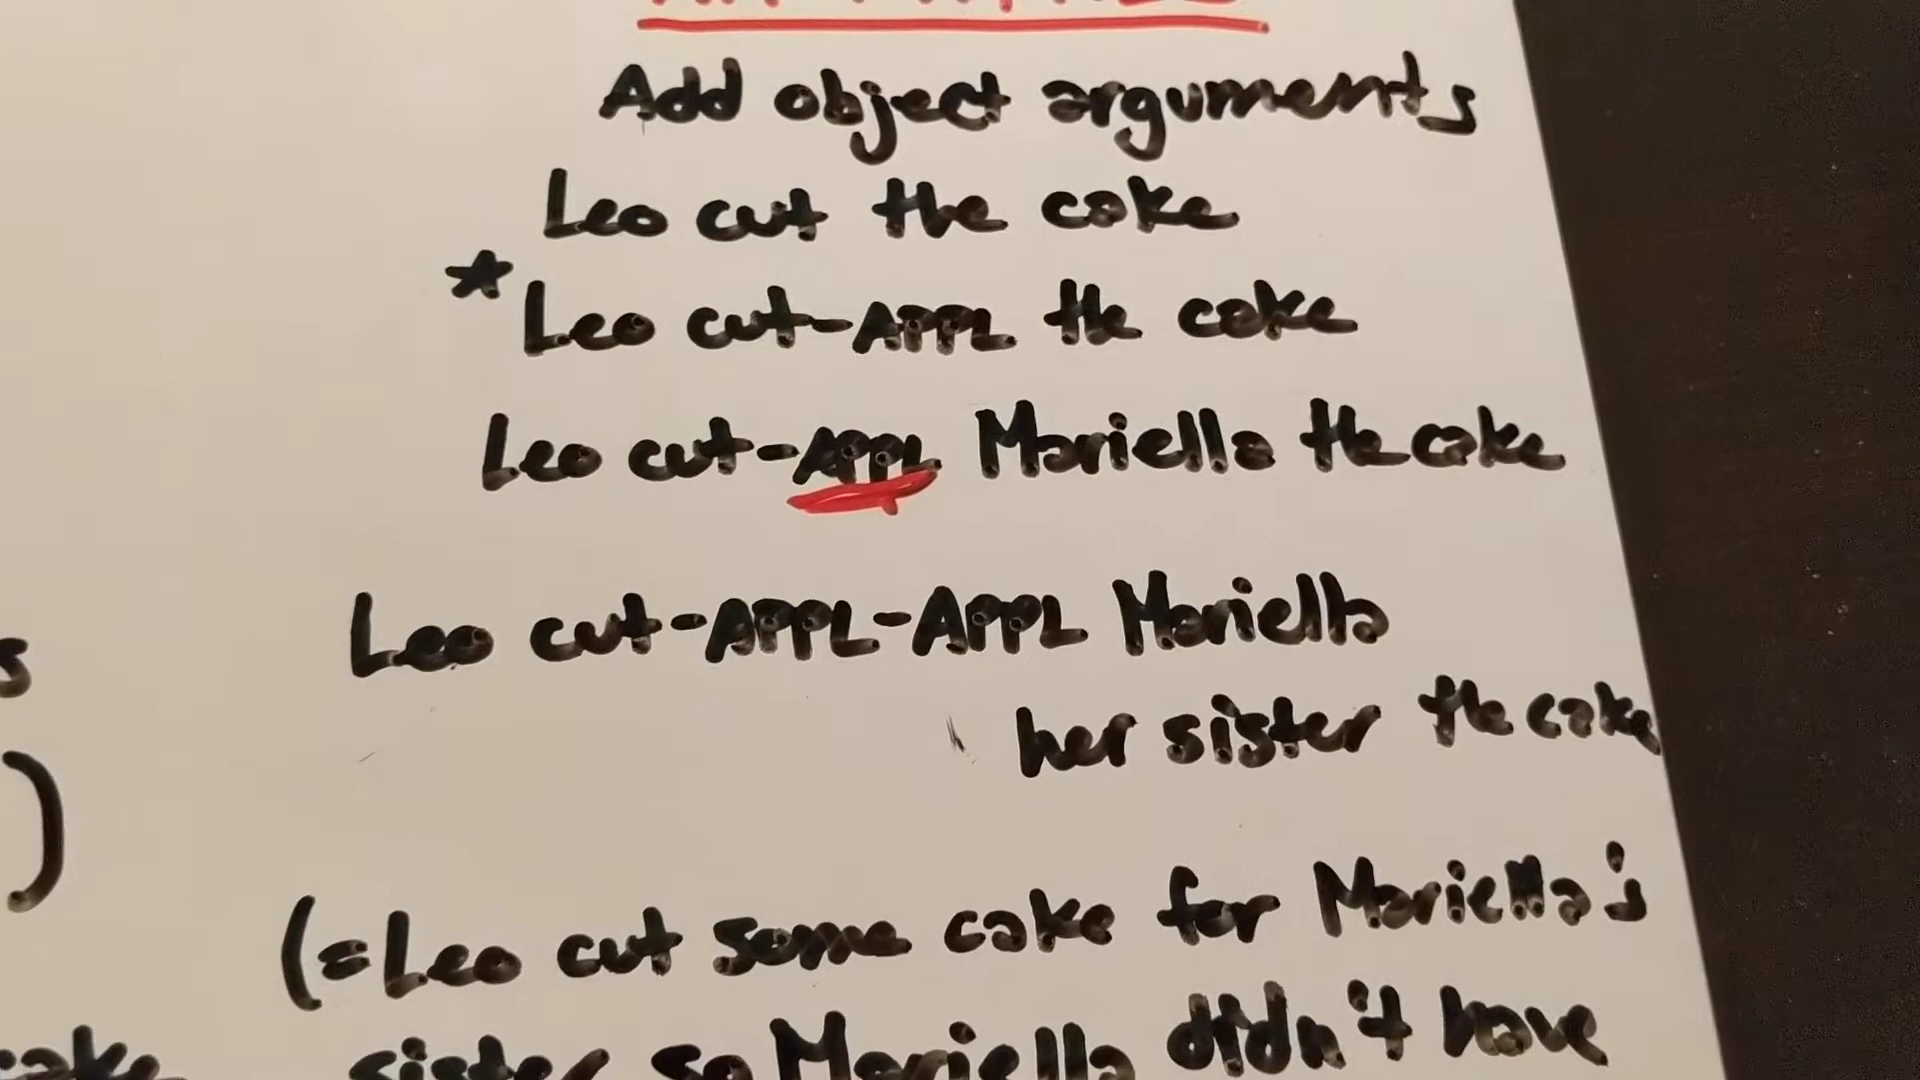 Add object arguments
Leo cut the cake
*Leo cut-APPL the cake
Leo cut-APPL Mariella the cake
Leo cut-APPL-APPL Mariella
her sister the cake
(=Leo cut some cake for Mariella's
sister so Mariella didn't have